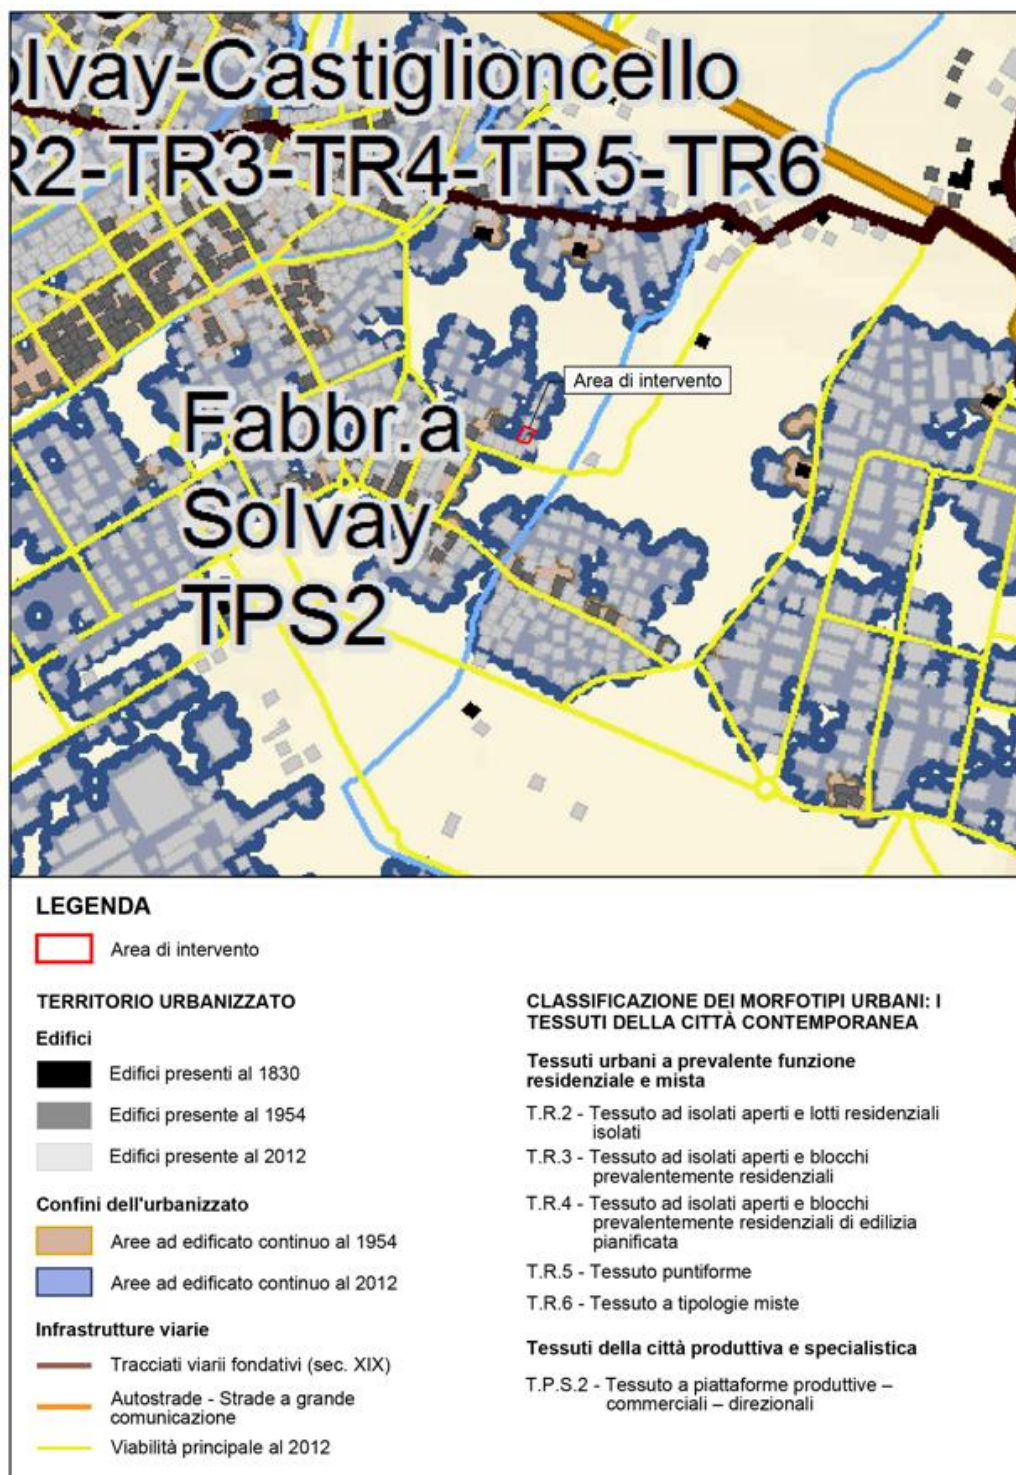 olvay-Castiglioncello
R2-TR3-TR4-TR5-TR6
Area di intervento
Fabbr.a
Solvay
TPS2
LEGENDA
Area di intervento
TERRITORIO URBANIZZATO
Edifici
Edifici presenti al 1830
Edifici presente al 1954
Edifici presente al 2012
Confini dell'urbanizzato
Aree ad edificato continuo al 1954
Aree ad edificato continuo al 2012
Infrastrutture viarie
Tracciati viarii fondativi (sec. XIX)
Autostrade - Strade a grande
comunicazione
Viabilità principale al 2012
CLASSIFICAZIONE DEI MORFOTIPI URBANI: I
TESSUTI DELLA CITTÀ CONTEMPORANEA
Tessuti urbani a prevalente funzione
residenziale e mista
T.R.2 - Tessuto ad isolati aperti e lotti residenziali
isolati
T.R.3 - Tessuto ad isolati aperti e blocchi
prevalentemente residenziali
T.R.4 - Tessuto ad isolati aperti e blocchi
prevalentemente residenziali di edilizia
pianificata
T.R.5 - Tessuto puntiforme
T.R.6 - Tessuto a tipologie miste
Tessuti della città produttiva e specialistica
T.P.S.2 - Tessuto a piattaforme produttive –
commerciali – direzionali